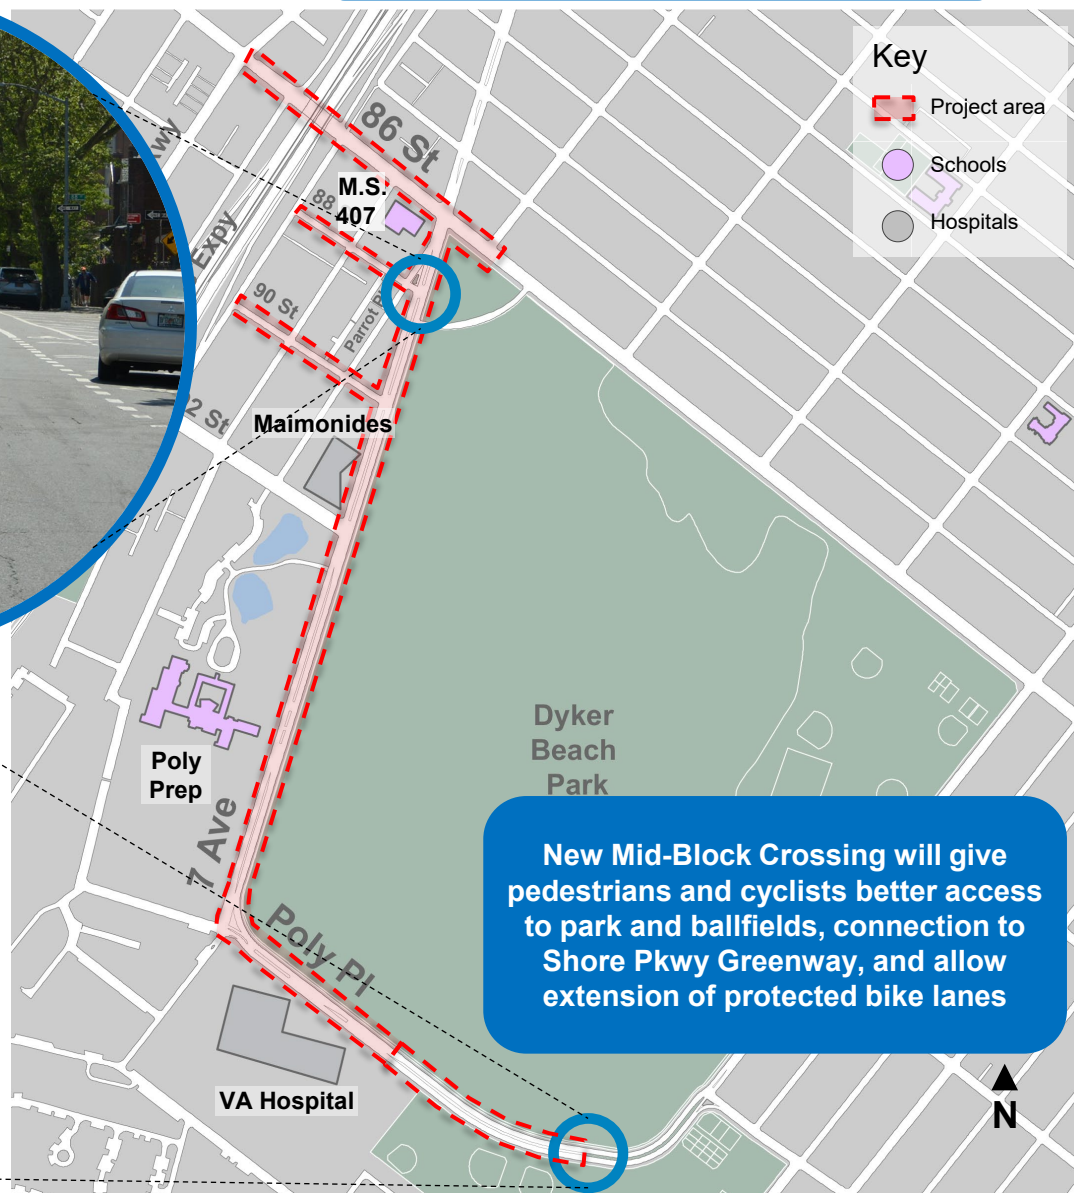 Key
Project area
Schools
Hospitals
kwy
86 St
M.S.
407
88
Expy
90 St
Parrot Pl
2 St
Maimonides
Dyker
Beach
Park
Poly
Prep
7 Ave
New Mid-Block Crossing will give
pedestrians and cyclists better access
to park and ballfields, connection to
Shore Pkwy Greenway, and allow
extension of protected bike lanes
Poly Pl
VA Hospital
N